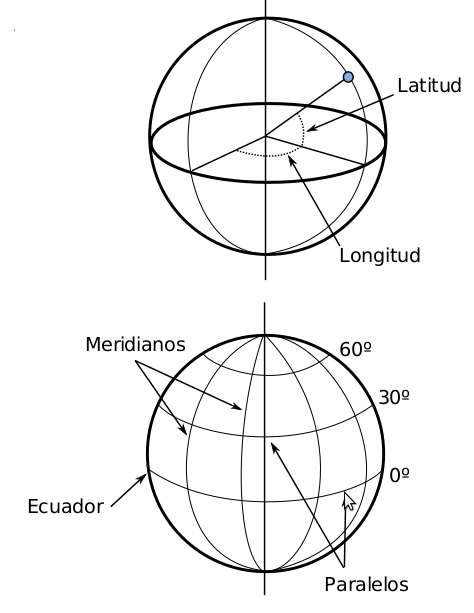 Latitud
Longitud
Meridianos
60º
30º
0º
Ecuador
Paralelos